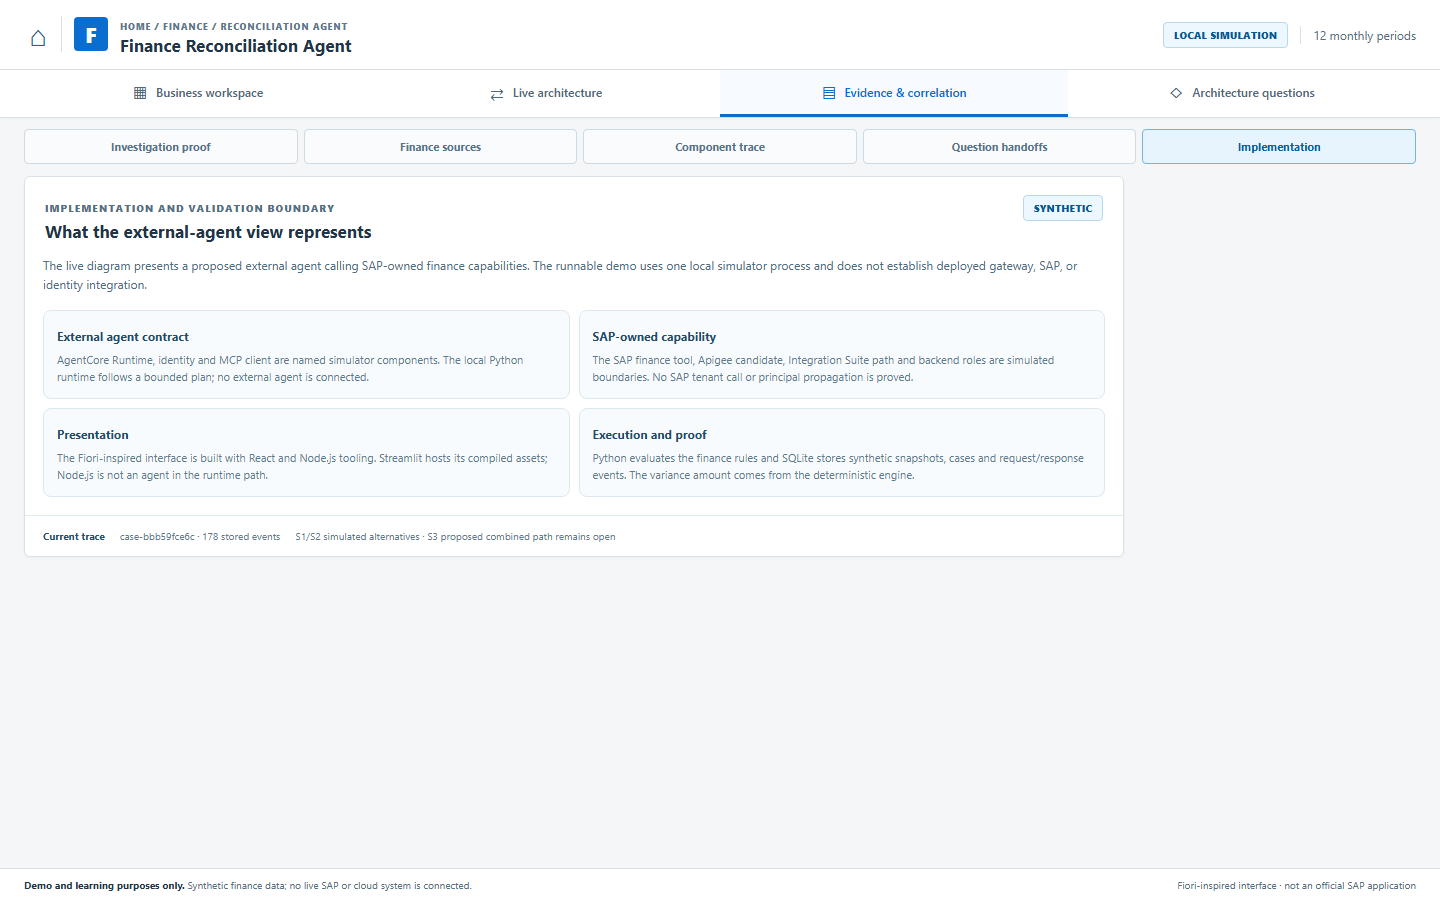 F
HOME / FINANCE / RECONCILIATION AGENT
Finance Reconciliation Agent
LOCAL SIMULATION
12 monthly periods
Business workspace
Live architecture
Evidence & correlation
Architecture questions
Investigation proof
Finance sources
Component trace
Question handoffs
Implementation
IMPLEMENTATION AND VALIDATION BOUNDARY
SYNTHETIC
What the external-agent view represents
The live diagram presents a proposed external agent calling SAP-owned finance capabilities. The runnable demo uses one local simulator process and does not establish deployed gateway, SAP, or
identity integration.
External agent contract
AgentCore Runtime, identity and MCP client are named simulator components. The local Python
runtime follows a bounded plan; no external agent is connected.
SAP-owned capability
The SAP finance tool, Apigee candidate, Integration Suite path and backend roles are simulated
boundaries. No SAP tenant call or principal propagation is proved.
Presentation
The Fiori-inspired interface is built with React and Node.js tooling. Streamlit hosts its compiled assets;
Node.js is not an agent in the runtime path.
Execution and proof
Python evaluates the finance rules and SQLite stores synthetic snapshots, cases and request/response
events. The variance amount comes from the deterministic engine.
Current trace case-bbb59fce6c · 178 stored events S1/S2 simulated alternatives · S3 proposed combined path remains open
Demo and learning purposes only. Synthetic finance data; no live SAP or cloud system is connected.
Fiori-inspired interface · not an official SAP application